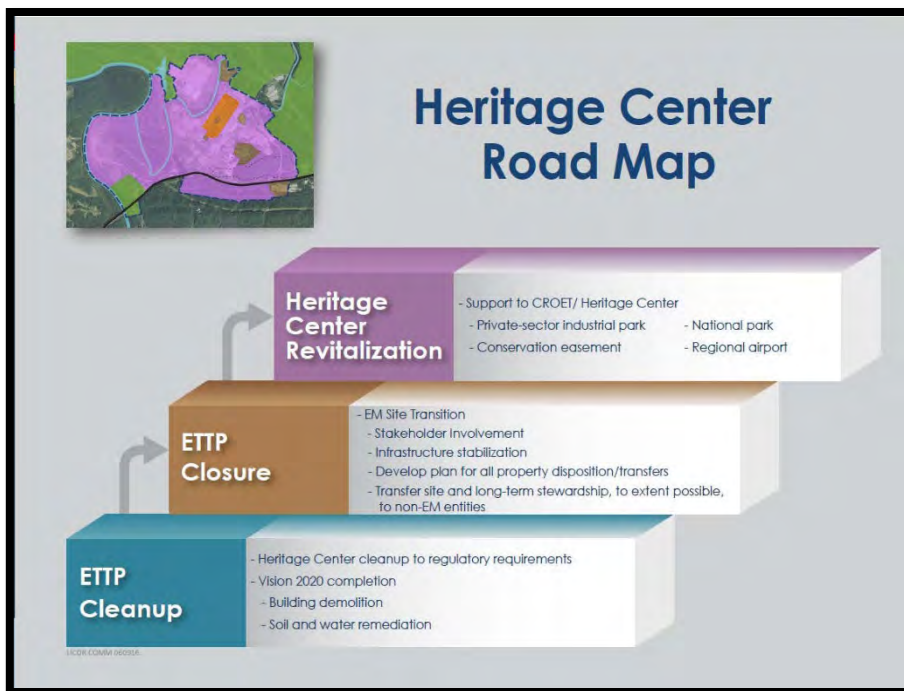 Heritage Center
Road Map
Heritage
Center
Revitalization
- Support to CROET/ Heritage Center
- Private-sector industrial park
- National park
- Conservation easement
- Regional airport
ETTP
Closure
- EM Site Transition
- Stakeholder Involvement
- Infrastructure stabilization
- Develop plan for all property disposition/transfers
- Transfer site and long-term stewardship, to extent possible,
to non-EM entities
ETTP
Cleanup
- Heritage Center cleanup to regulatory requirements
- Vision 2020 completion
- Building demolition
- Soil and water remediation